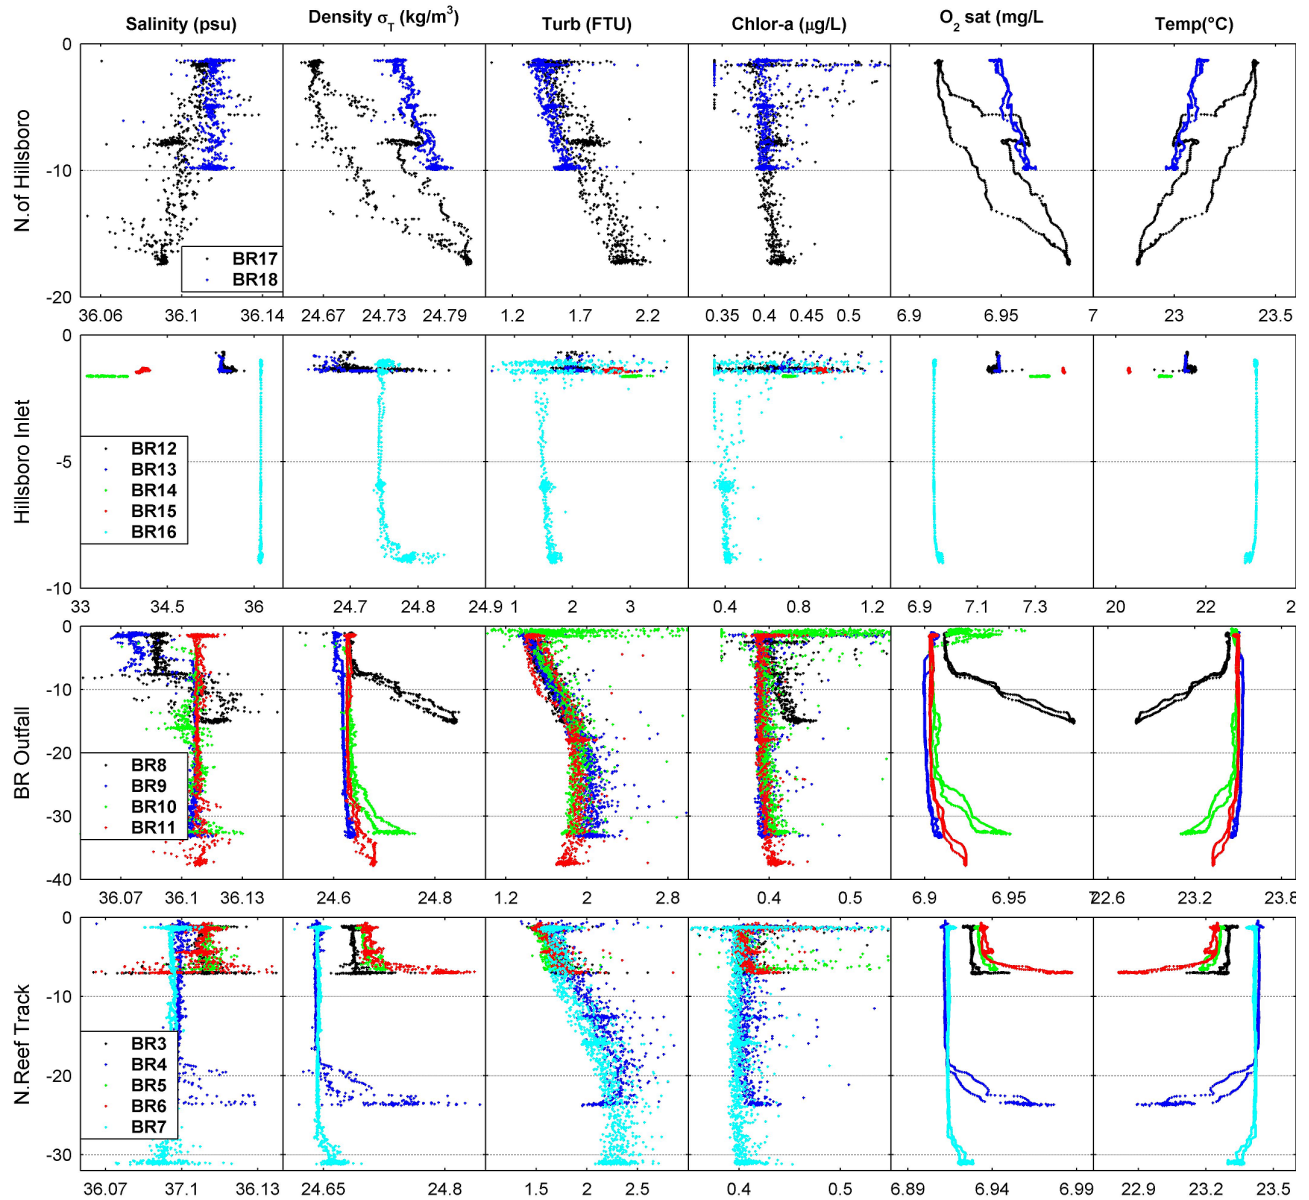 Salinity (psu) Density σT (kg/m3) Turb (FTU) Chlor-a (μg/L) O2 sat (mg/L Temp(°C)
N.of Hillsboro
0
-10
-20
BR17
BR18
36.06 36.1 36.14 24.67 24.73 24.79 1.2 1.7 2.2 0.35 0.4 0.45 0.5 6.9 6.95 7 23 23.5
Hillsboro Inlet
0
-5
-10
BR12
BR13
BR14
BR15
BR16
33 34.5 36 24.7 24.8 24.9 1 2 3 0.4 0.8 1.2 6.9 7.1 7.3 20 22 2
BR Outfall
0
-10
-20
-30
-40
BR8
BR9
BR10
BR11
36.07 36.1 36.13 24.6 24.8 1.2 2 2.8 0.4 0.5 6.9 6.95 22.6 23.2 23.8
N.Reef Track
0
-10
-20
-30
BR3
BR4
BR5
BR6
BR7
36.07 37.1 36.13 24.65 24.8 1.5 2 2.5 0.4 0.5 6.89 6.94 6.99 22.9 23.2 23.5